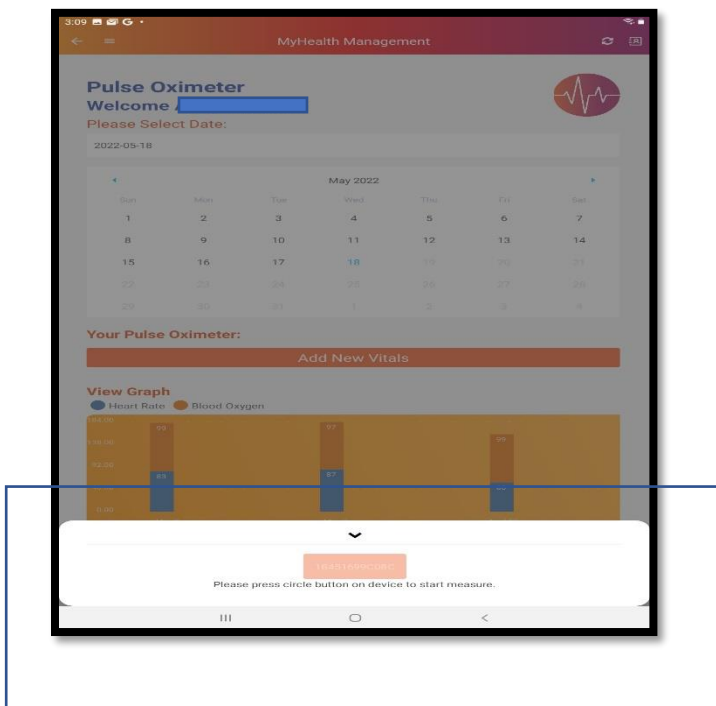 3:09 G
MyHealth Management
Pulse Oximeter
Welcome
Please Select Date:
2022-05-18
May 2022
Sun Mon Tue Wed Thu Fri Sat
1 2 3 4 5 6 7
8 9 10 11 12 13 14
15 16 17 18 19 20 21
22 23 24 25 26 27 28
29 30 31 1 2 3 4
Your Pulse Oximeter:
Add New Vitals
View Graph
Heart Rate Blood Oxygen
97
87
0.00
Please press circle button on device to start measure.